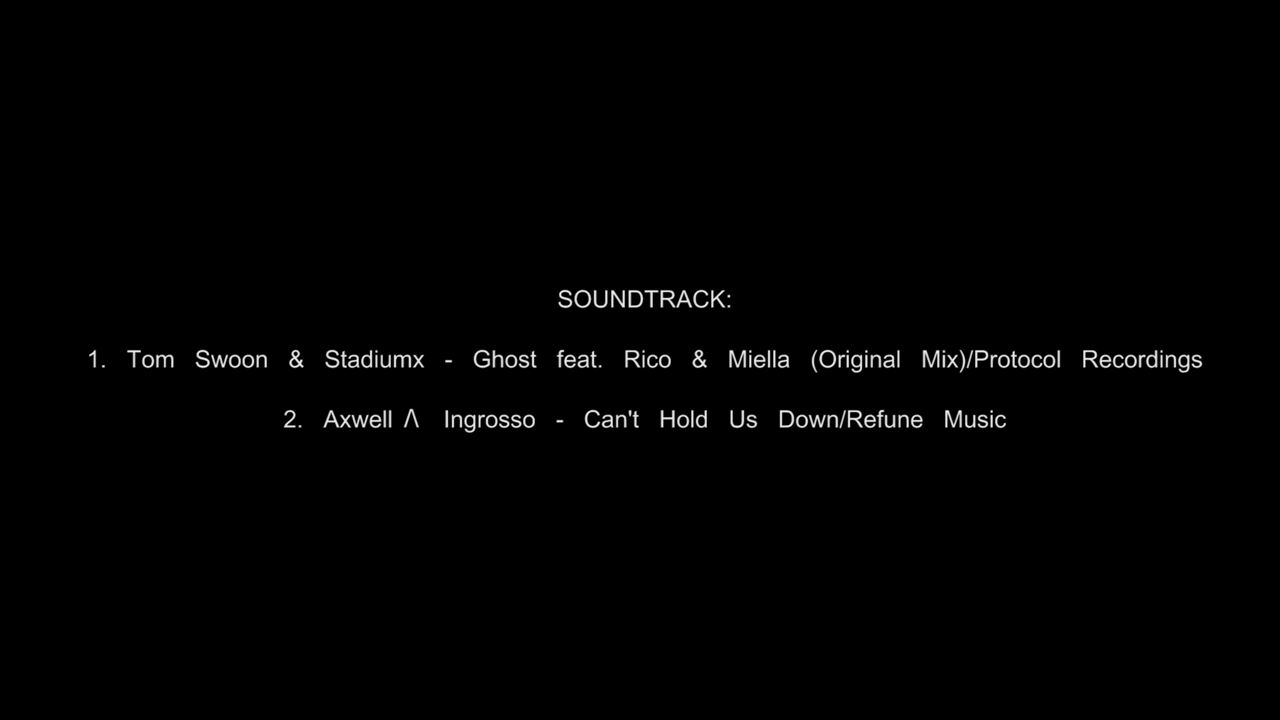 SOUNDTRACK:
1. Tom Swoon & Stadiumx - Ghost feat. Rico & Miella (Original Mix)/Protocol Recordings
2. Axwell Λ Ingrosso - Can't Hold Us Down/Refune Music